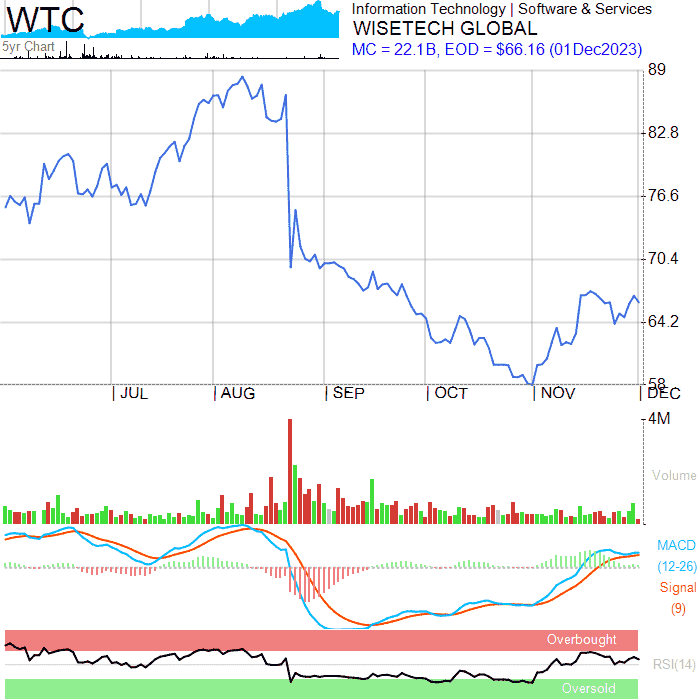 WTC
5yr Chart
Information Technology | Software & Services
WISETECH GLOBAL
MC = 22.1B, EOD = $66.16 (01Dec2023)
89
82.8
76.6
70.4
64.2
58
JUL AUG SEP OCT NOV DEC
4M
Volume
MACD
(12-26)
Signal
(9)
Overbought
RSI(14)
Oversold